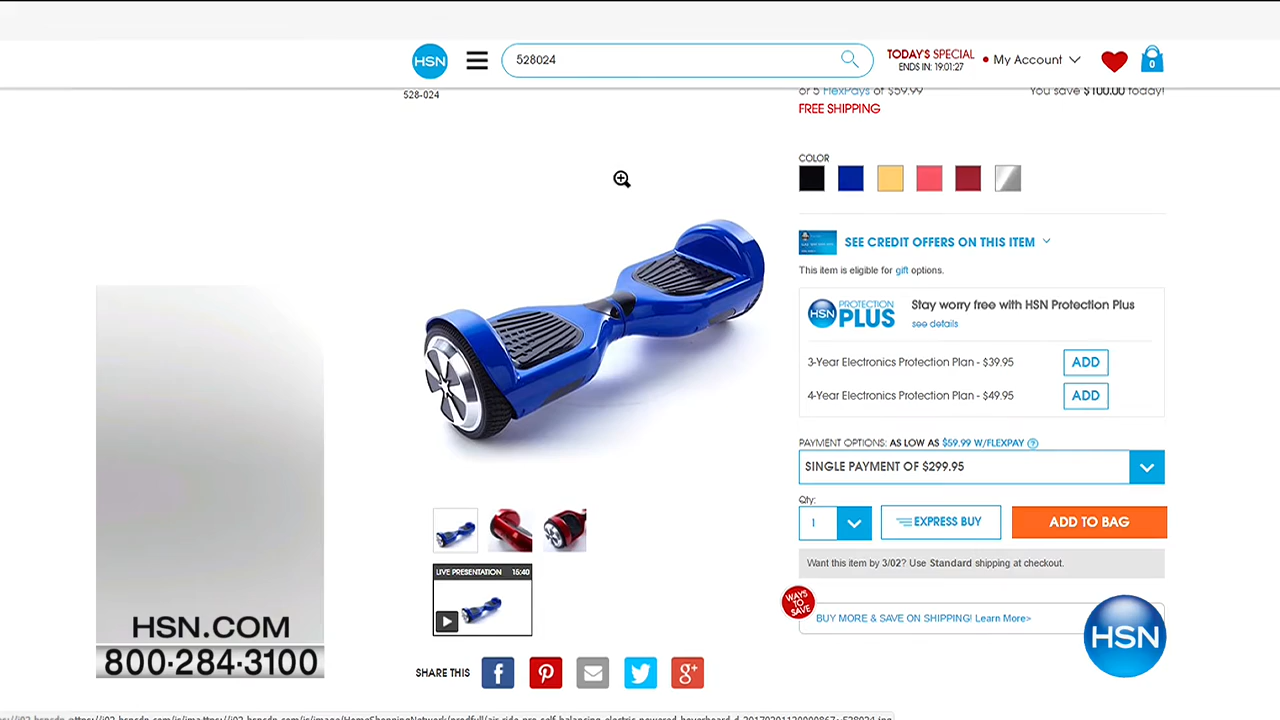 HSN
528024
TODAY'S SPECIAL
ENDS IN: 19:01:27
My Account
0
528-024
or 5 FlexPays of $59.99
You save $100.00 today!
FREE SHIPPING
COLOR
SEE CREDIT OFFERS ON THIS ITEM
This item is eligible for gift options.
HSN PROTECTION PLUS
Stay worry free with HSN Protection Plus
see details
3-Year Electronics Protection Plan - $39.95
ADD
4-Year Electronics Protection Plan - $49.95
ADD
PAYMENT OPTIONS: AS LOW AS $59.99 W/FLEXPAY ?
SINGLE PAYMENT OF $299.95
Qty:
1
EXPRESS BUY
ADD TO BAG
Want this item by 3/02? Use Standard shipping at checkout.
LIVE PRESENTATION 15:40
WAYS TO SAVE
BUY MORE & SAVE ON SHIPPING! Learn More>
HSN
HSN.COM
800·284·3100
SHARE THIS
f
g+